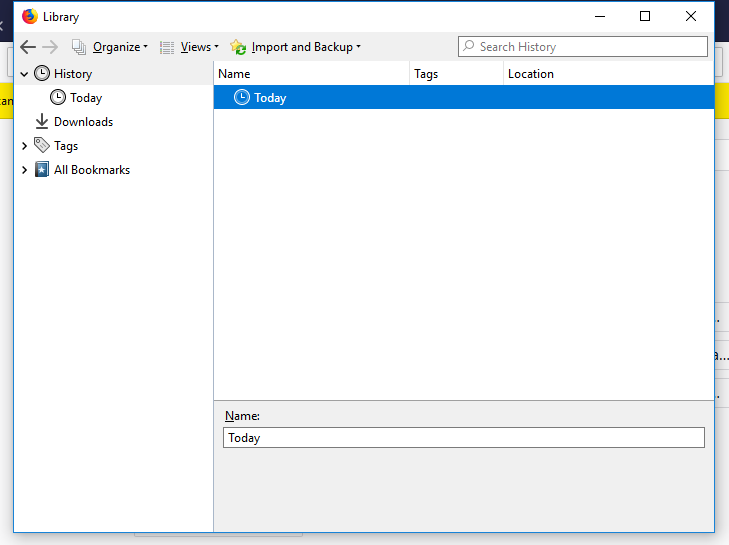 Library
Organize Views Import and Backup Search History
History
Today
Downloads
Tags
All Bookmarks
Name Tags Location
Today
Name:
Today
an
...
a...
...